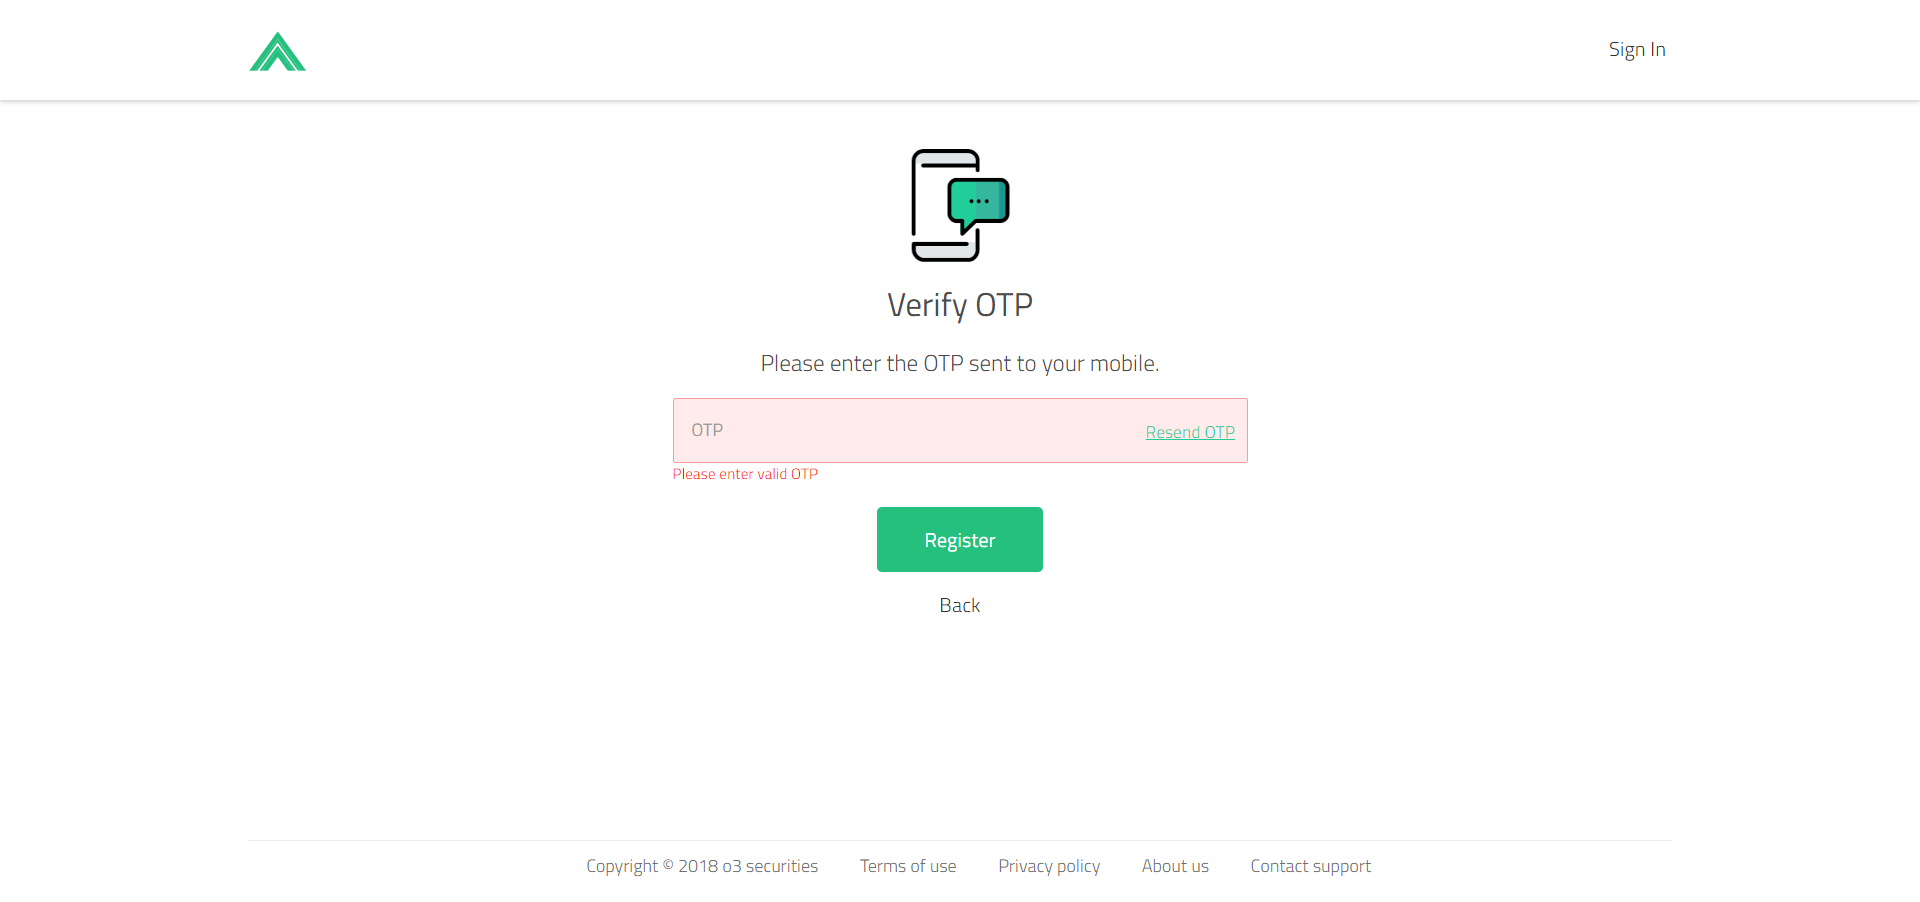 Sign In
Verify OTP
Please enter the OTP sent to your mobile.
OTP
Resend OTP
Please enter valid OTP
Register
Back
Copyright © 2018 o3 securities Terms of use Privacy policy About us Contact support